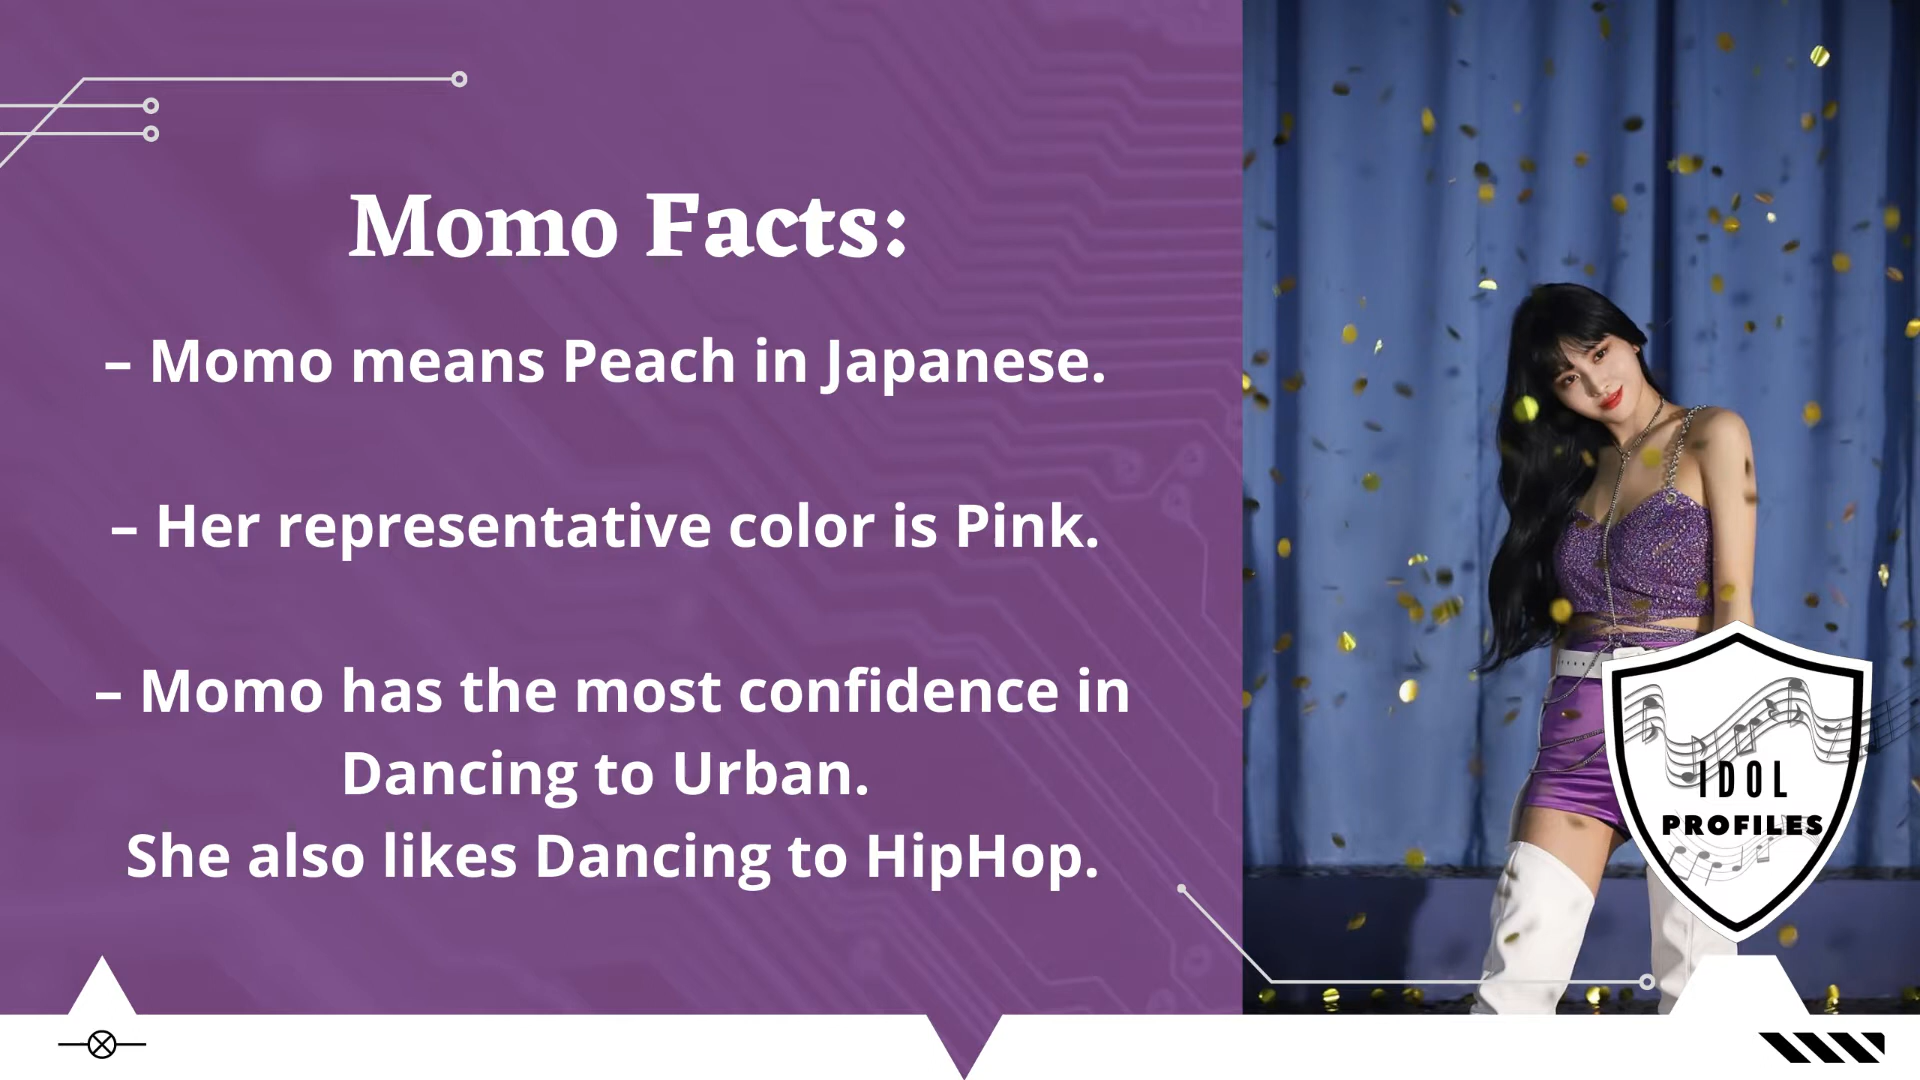 Momo Facts:
– Momo means Peach in Japanese.
– Her representative color is Pink.
– Momo has the most confidence in
Dancing to Urban.
She also likes Dancing to HipHop.
IDOL
PROFILES